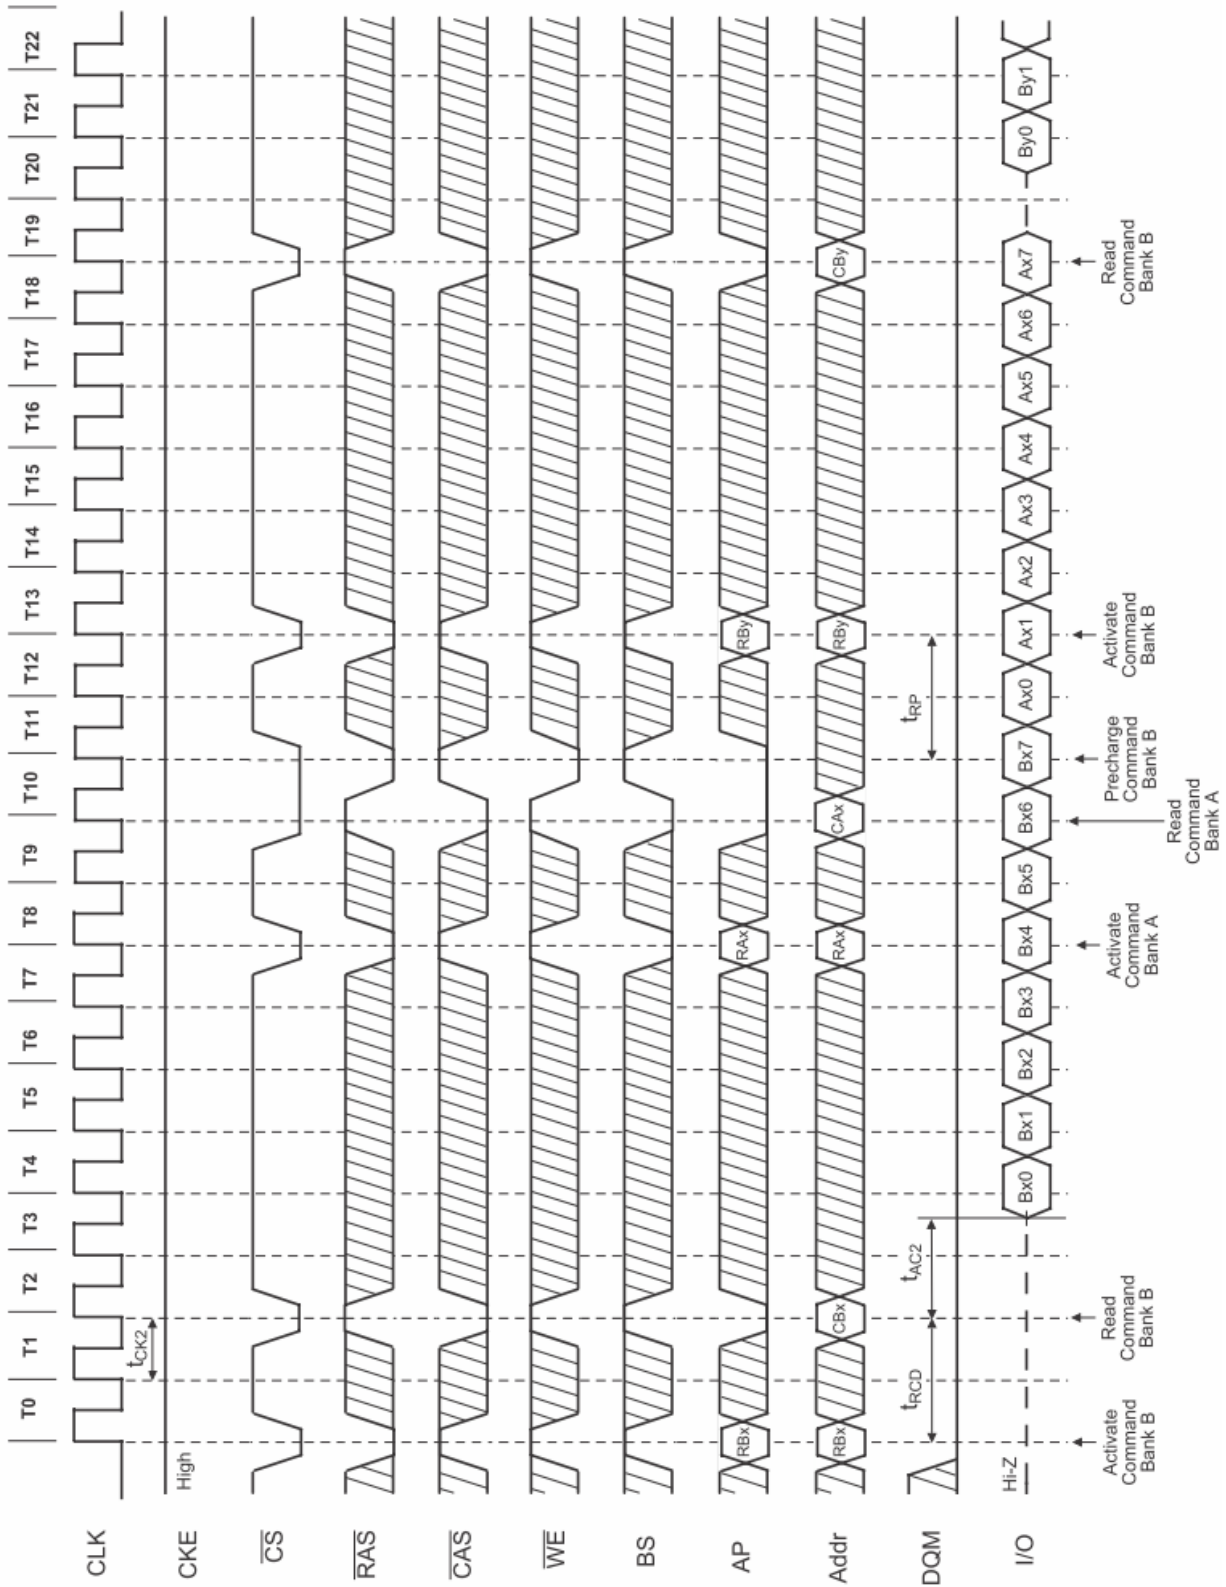 T0 T1 T2 T3 T4 T5 T6 T7 T8 T9 T10 T11 T12 T13 T14 T15 T16 T17 T18 T19 T20 T21 T22
CLK
tCK2
CKE
High
CS
RAS
CAS
WE
BS
AP
RBx RAx RBy
Addr
RBx CBx RAx CAx RBy CBy
DQM
tRCD tAC2 tRP
I/O
Hi-Z
Bx0 Bx1 Bx2 Bx3 Bx4 Bx5 Bx6 Bx7 Ax0 Ax1 Ax2 Ax3 Ax4 Ax5 Ax6 Ax7 By0 By1
Activate
Command
Bank B
Read
Command
Bank B
Activate
Command
Bank A
Read
Command
Bank A
Precharge
Command
Bank B
Activate
Command
Bank B
Read
Command
Bank B